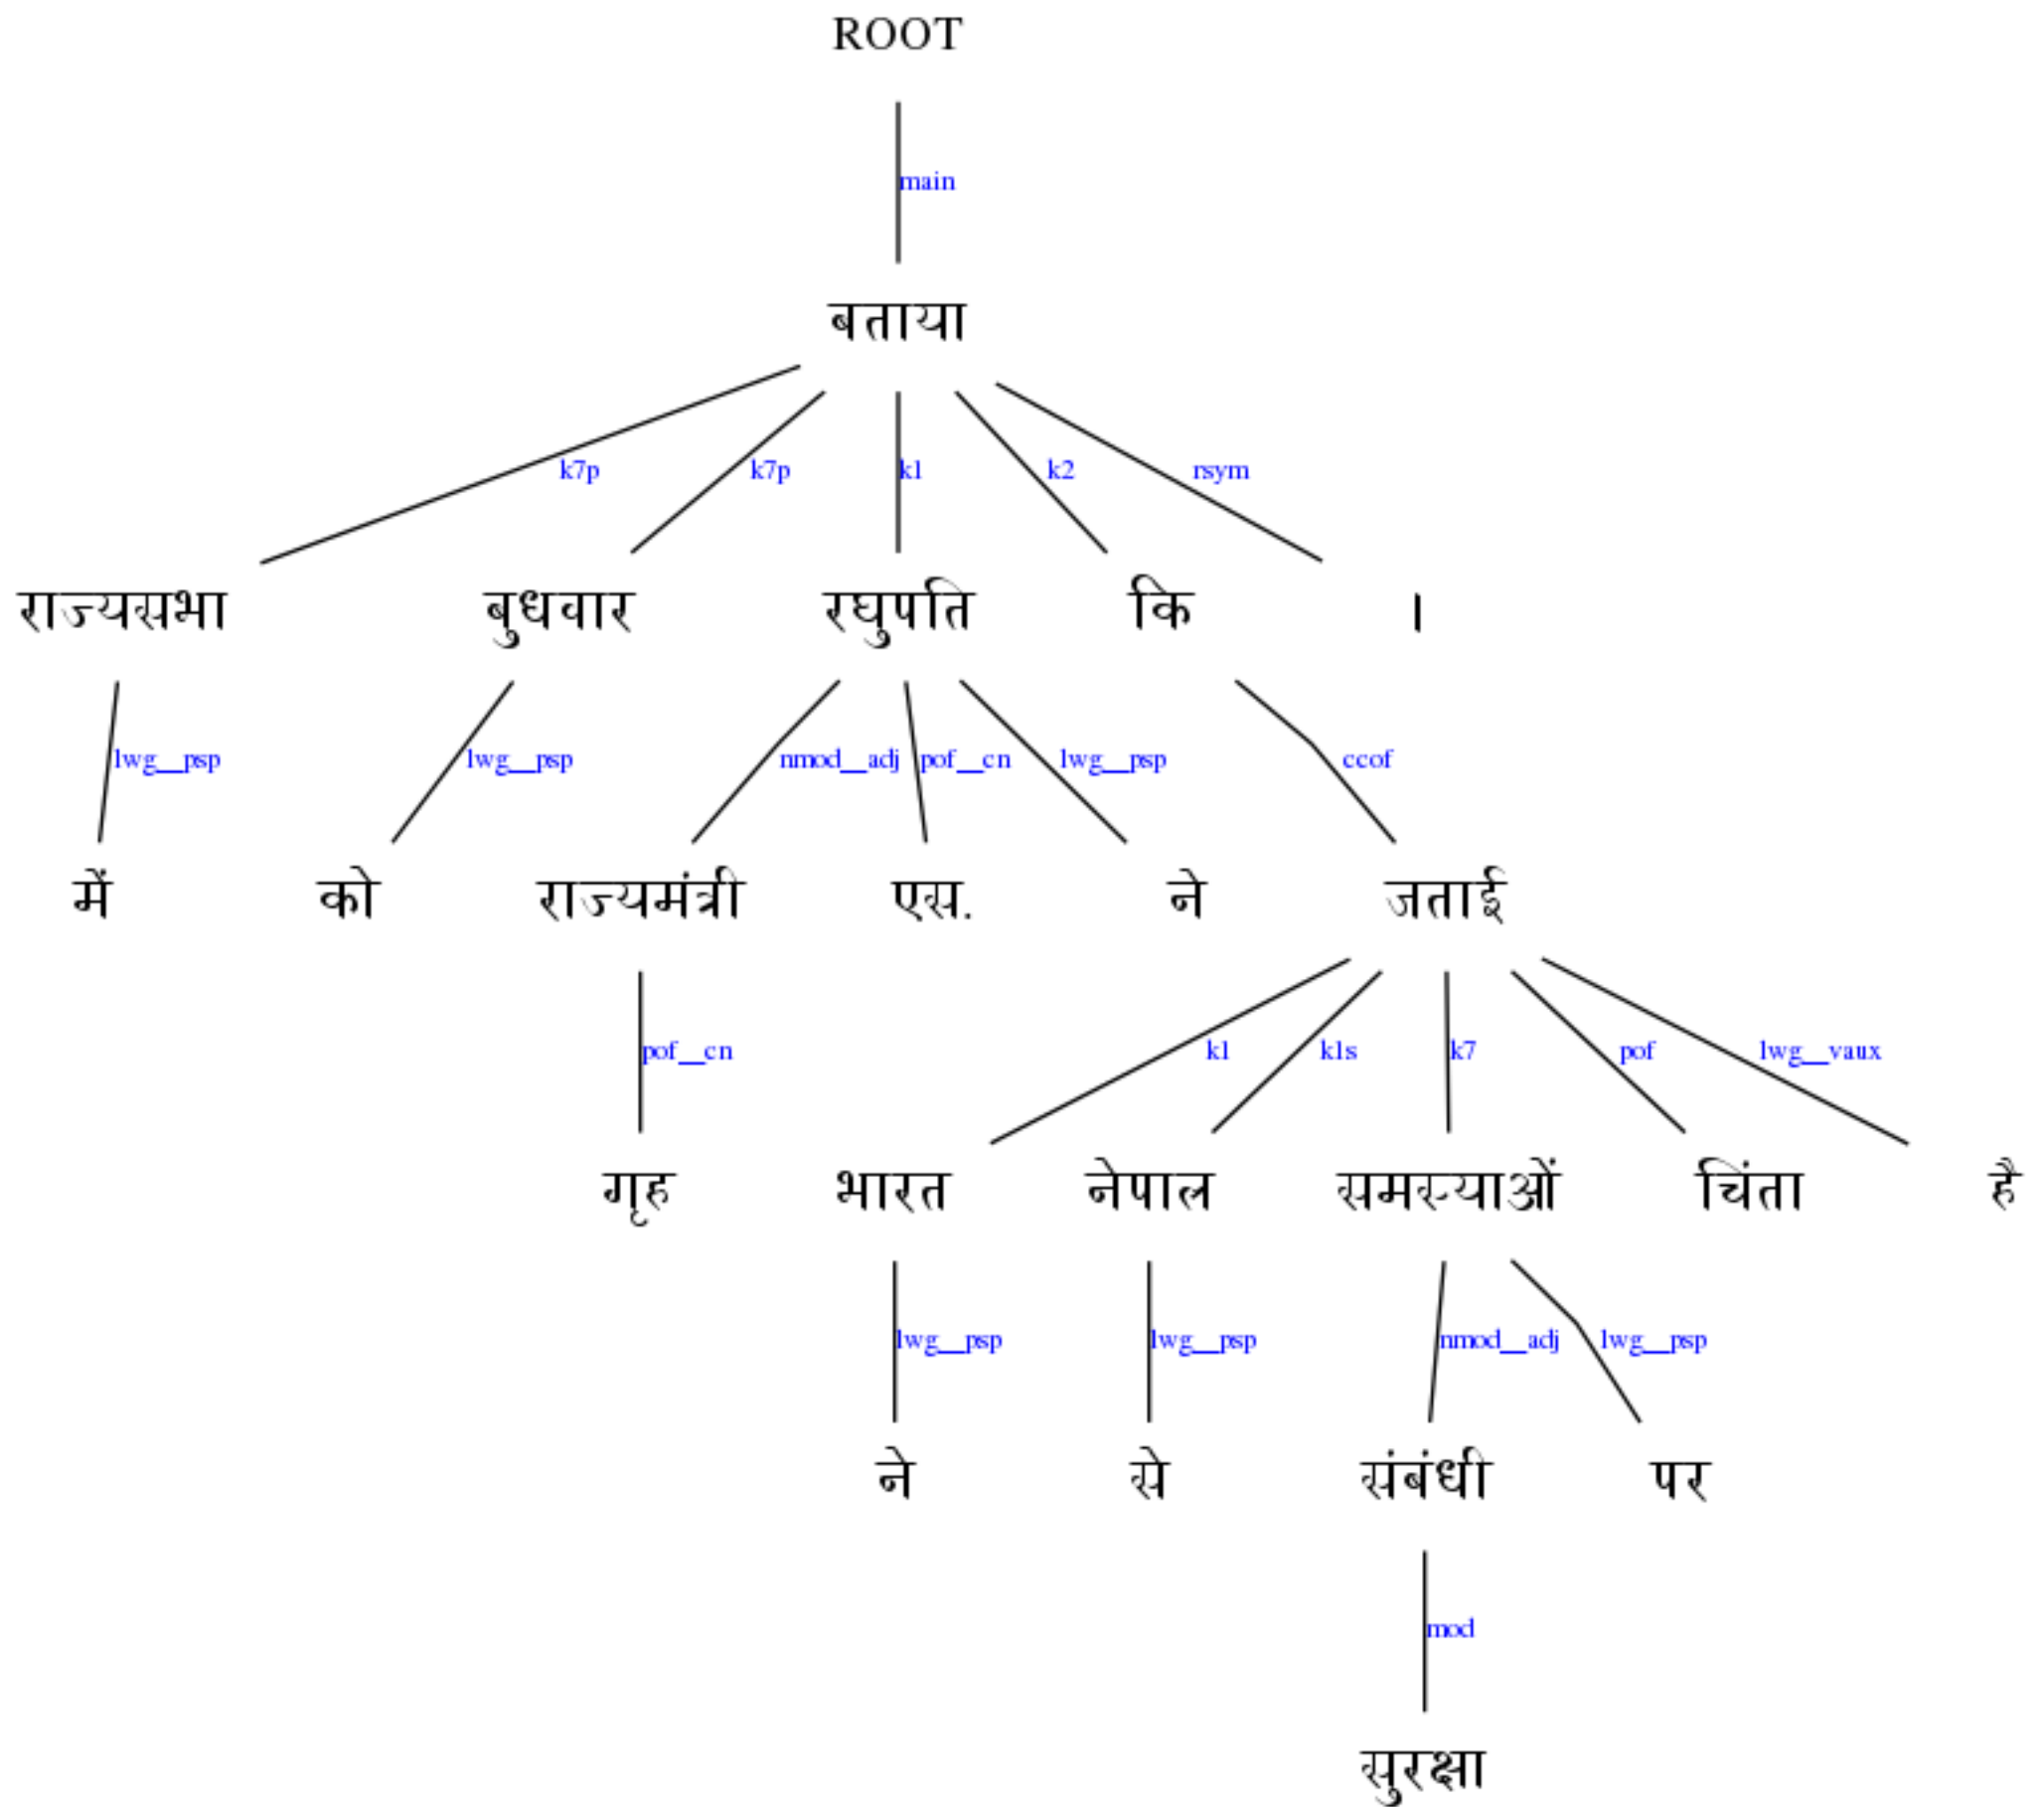 ROOT
main
बताया
k7p k7p k1 k2 rsym
राज्यसभा बुधवार रघुपति कि ।
lwg__psp lwg__psp nmod__adj pof__cn lwg__psp ccof
में को राज्यमंत्री एस. ने जताई
pof__cn k1 k1s k7 pof lwg__vaux
गृह भारत नेपाल समस्याओं चिंता है
lwg__psp lwg__psp nmod__adj lwg__psp
ने से संबंधी पर
mod
सुरक्षा